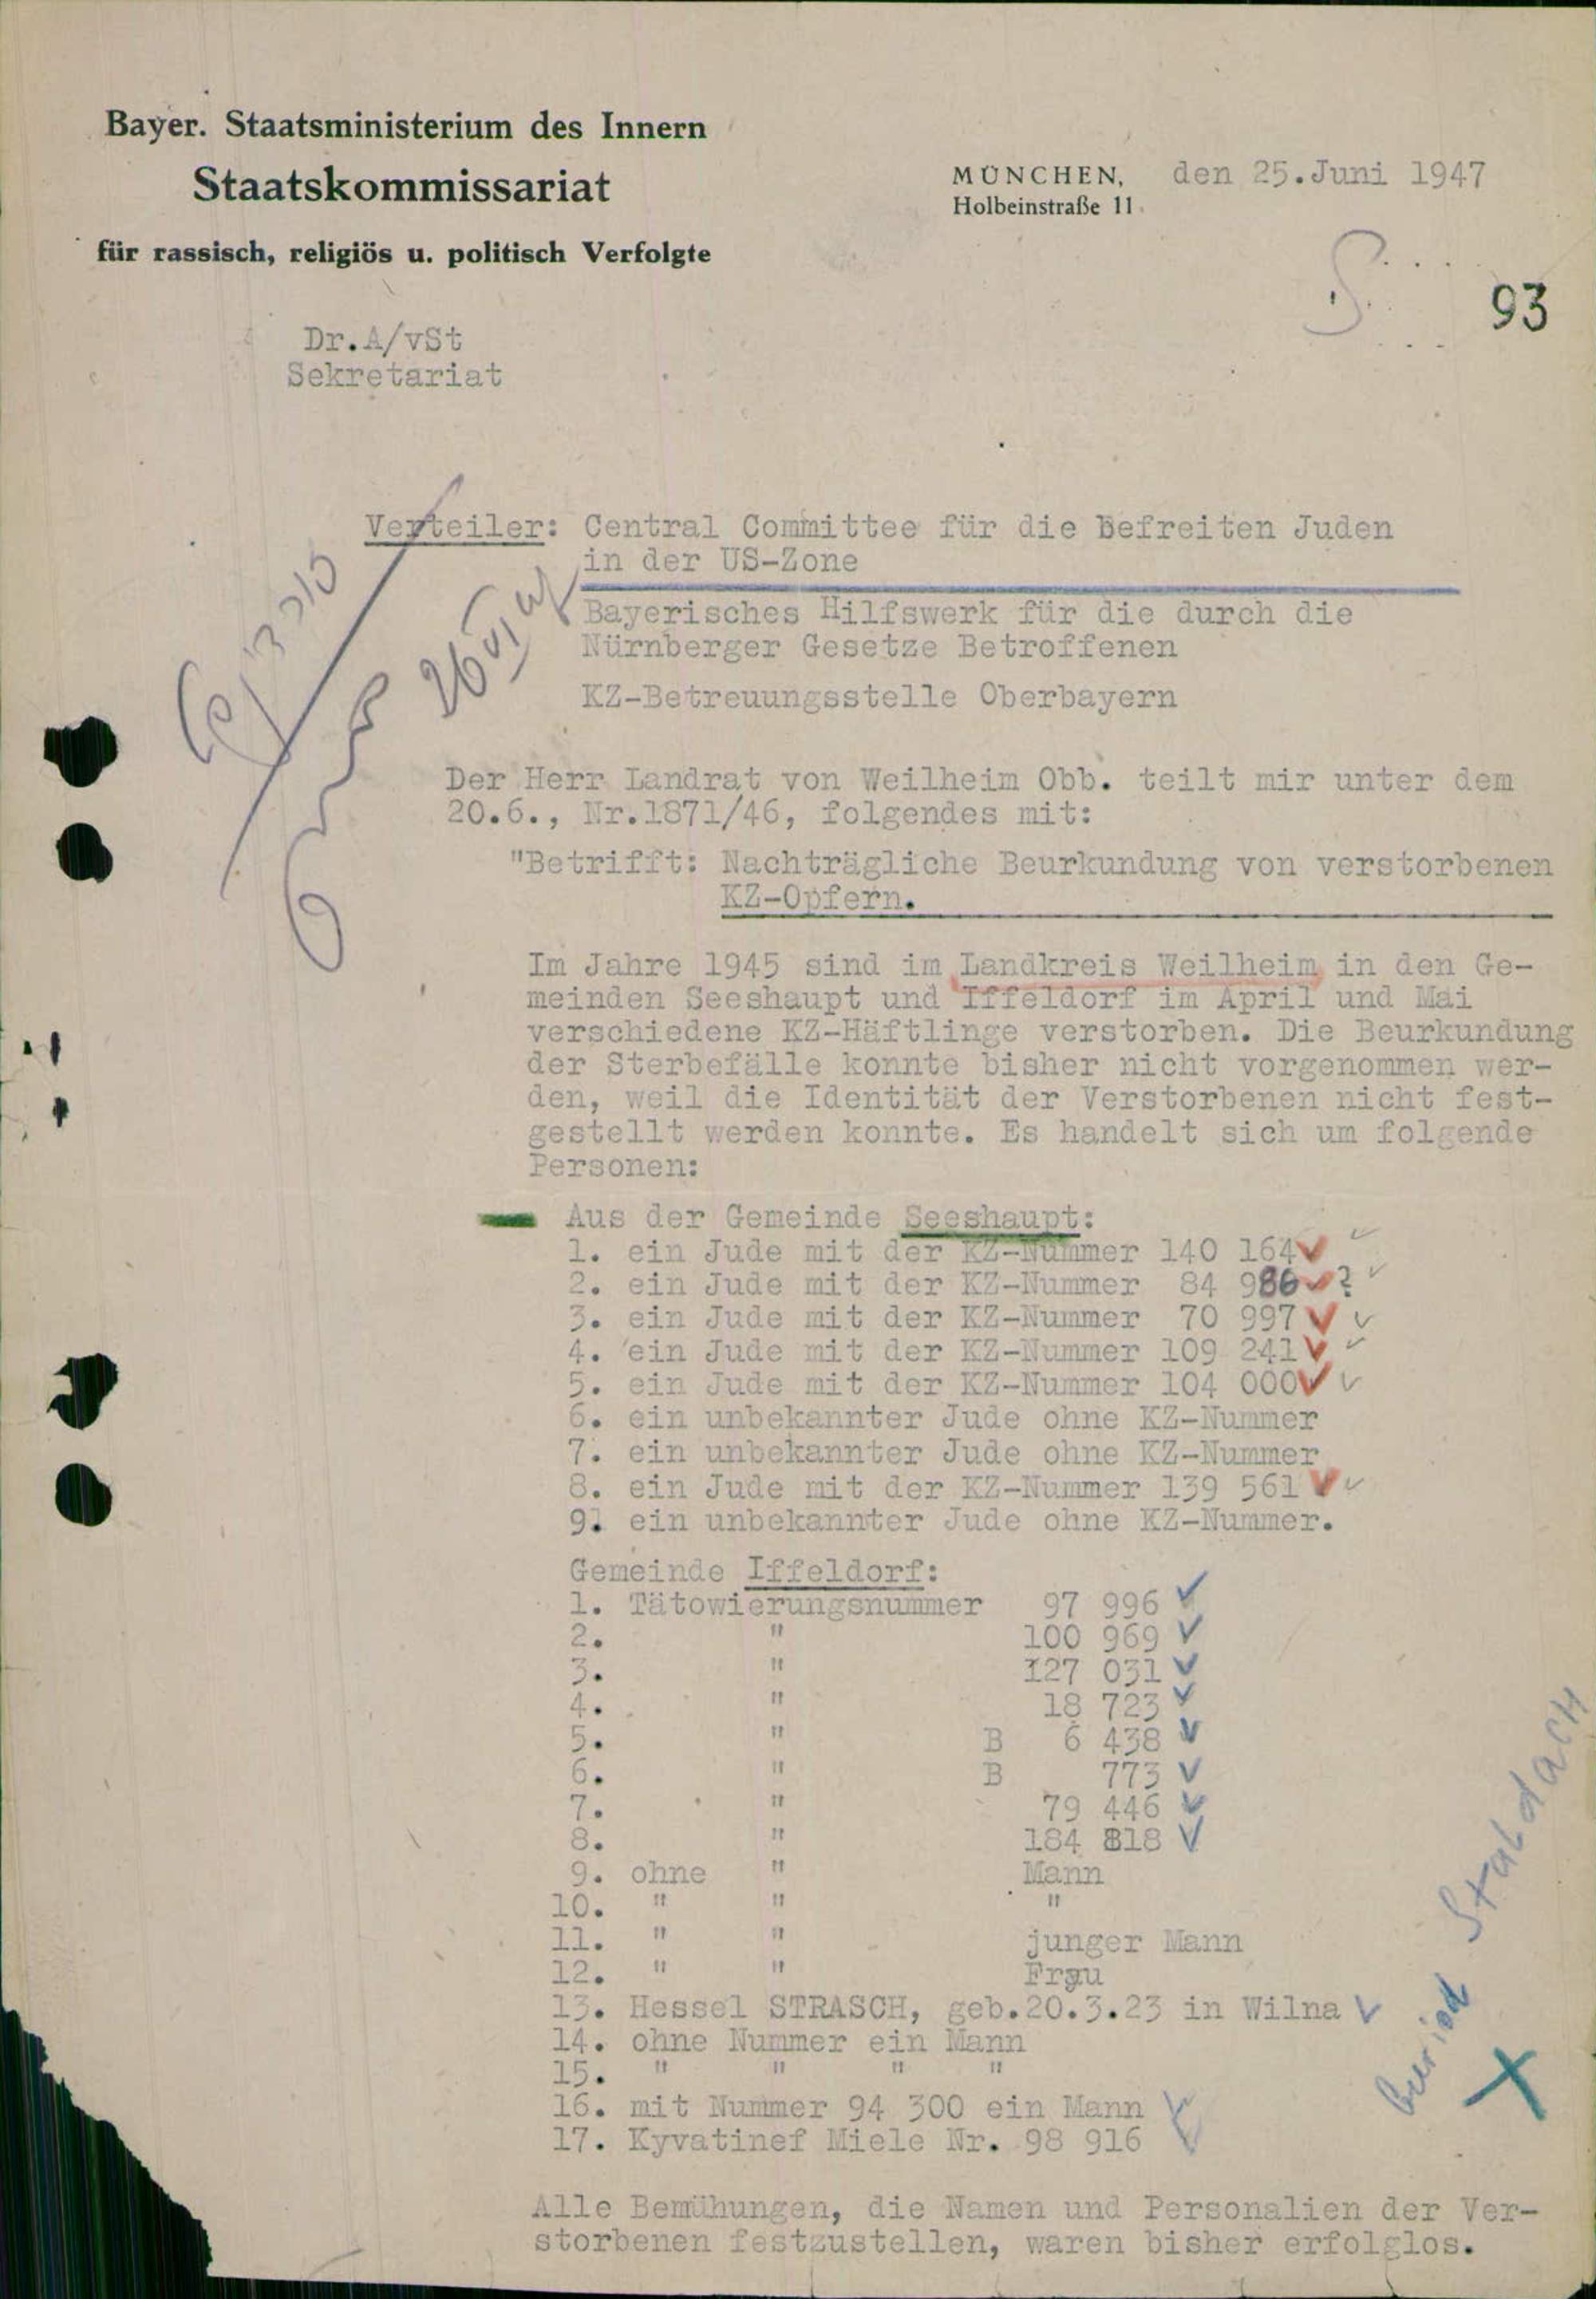 Bayer. Staatsministerium des Innern
Staatskommissariat
für rassisch, religiös u. politisch Verfolgte
MÜNCHEN, den 25.Juni 1947
Holbeinstraße 11
93
Dr.A/vSt
Sekretariat
Verteiler: Central Committee für die Befreiten Juden
in der US-Zone
Bayerisches Hilfswerk für die durch die
Nürnberger Gesetze Betroffenen
KZ-Betreuungsstelle Oberbayern
Der Herr Landrat von Weilheim Obb. teilt mir unter dem
20.6., Nr.1871/46, folgendes mit:
"Betrifft: Nachträgliche Beurkundung von verstorbenen
KZ-Opfern.
Im Jahre 1945 sind im Landkreis Weilheim in den Ge-
meinden Seeshaupt und Iffeldorf im April und Mai
verschiedene KZ-Häftlinge verstorben. Die Beurkundung
der Sterbefälle konnte bisher nicht vorgenommen wer-
den, weil die Identität der Verstorbenen nicht fest-
gestellt werden konnte. Es handelt sich um folgende
Personen:
Aus der Gemeinde Seeshaupt:
1. ein Jude mit der KZ-Nummer 140 164
2. ein Jude mit der KZ-Nummer 84 986 ?
3. ein Jude mit der KZ-Nummer 70 997
4. ein Jude mit der KZ-Nummer 109 241
5. ein Jude mit der KZ-Nummer 104 000
6. ein unbekannter Jude ohne KZ-Nummer
7. ein unbekannter Jude ohne KZ-Nummer
8. ein Jude mit der KZ-Nummer 139 561
9. ein unbekannter Jude ohne KZ-Nummer.
Gemeinde Iffeldorf:
1. Tätowierungsnummer 97 996
2. " 100 969
3. " 127 031
4. " 18 723
5. " B 6 438
6. " B 773
7. " 79 446
8. " 184 818
9. ohne " Mann
10. " " "
11. " " junger Mann
12. " " Frau
13. Hessel STRASCH, geb.20.3.23 in Wilna
14. ohne Nummer ein Mann
15. " " " "
16. mit Nummer 94 300 ein Mann
17. Kyvatinef Miele Nr. 98 916
buried Staldach
Alle Bemühungen, die Namen und Personalien der Ver-
storbenen festzustellen, waren bisher erfolglos.